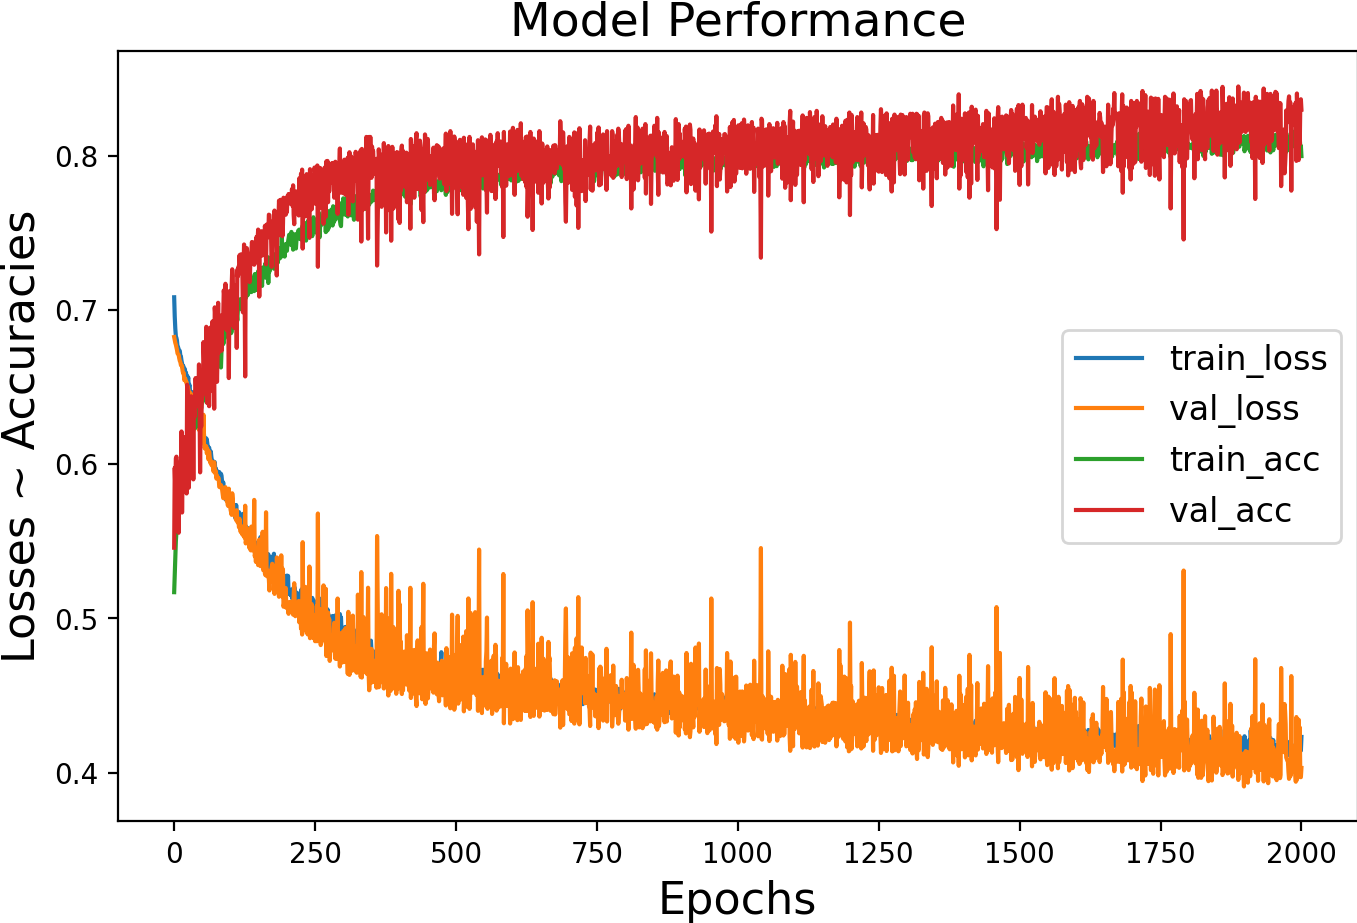 Model Performance
Losses ~ Accuracies
0.8
0.7
0.6
0.5
0.4
train_loss
val_loss
train_acc
val_acc
0 250 500 750 1000 1250 1500 1750 2000
Epochs